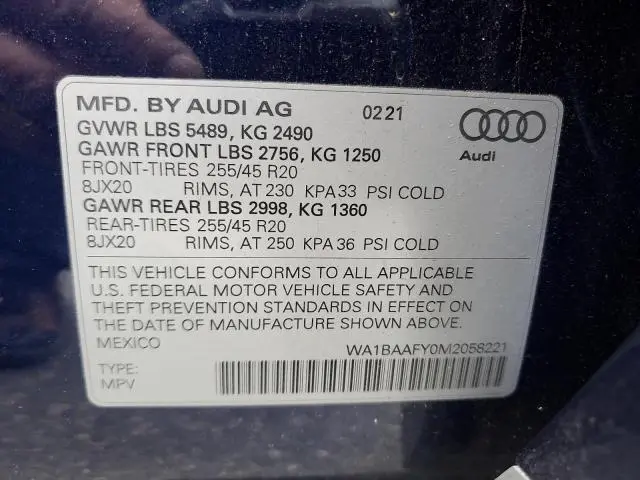 MFD. BY AUDI AG 0221
GVWR LBS 5489, KG 2490
GAWR FRONT LBS 2756, KG 1250
FRONT-TIRES 255/45 R20
8JX20 RIMS, AT 230 KPA 33 PSI COLD
GAWR REAR LBS 2998, KG 1360
REAR-TIRES 255/45 R20
8JX20 RIMS, AT 250 KPA 36 PSI COLD
Audi
THIS VEHICLE CONFORMS TO ALL APPLICABLE
U.S. FEDERAL MOTOR VEHICLE SAFETY AND
THEFT PREVENTION STANDARDS IN EFFECT ON
THE DATE OF MANUFACTURE SHOWN ABOVE.
MEXICO WA1BAAFY0M2058221
TYPE:
MPV